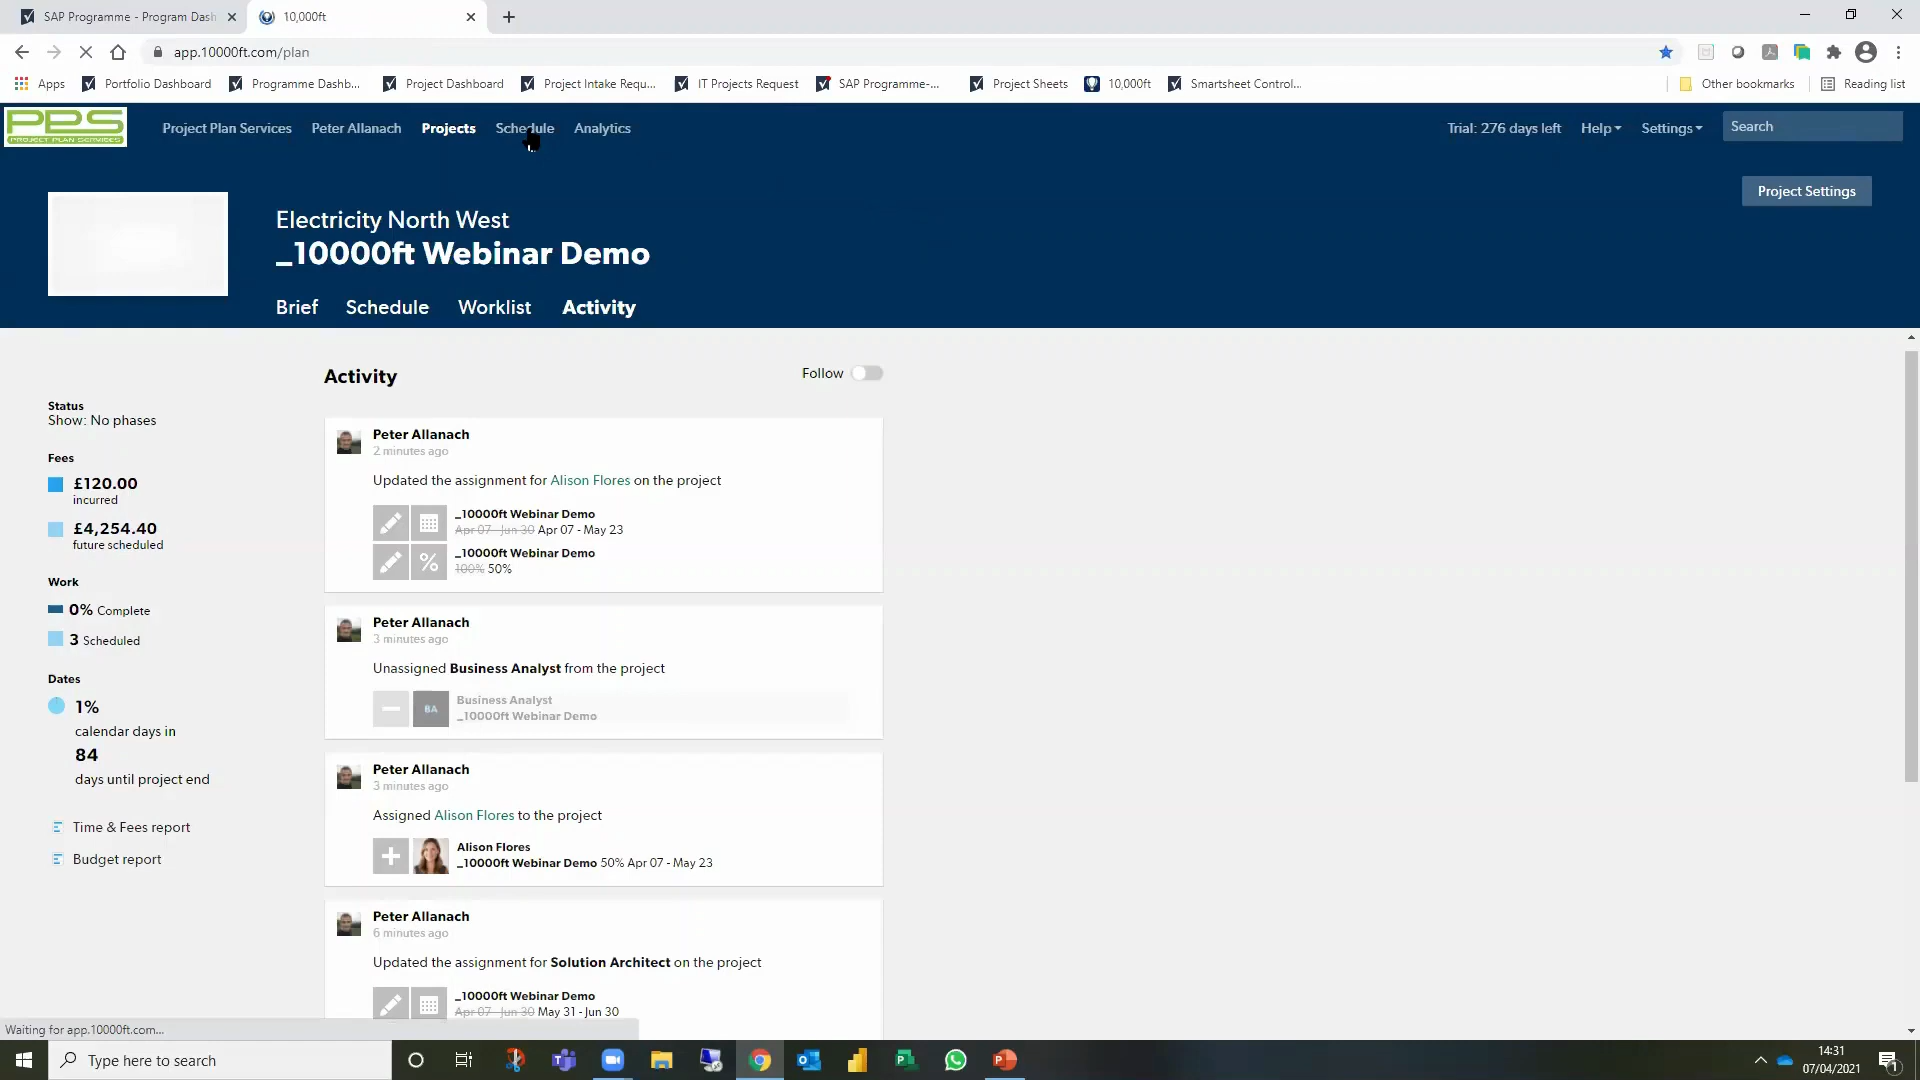 SAP Programme - Program Dash
10,000ft
app.10000ft.com/plan
Apps
Portfolio Dashboard
Programme Dashb...
Project Dashboard
Project Intake Requ...
IT Projects Request
SAP Programme-...
Project Sheets
10,000ft
Smartsheet Control...
Other bookmarks
Reading list
PPS
PROJECT PLAN SERVICES
Project Plan Services
Peter Allanach
Projects
Schedule
Analytics
Trial: 276 days left
Help
Settings
Search
Project Settings
Electricity North West
_10000ft Webinar Demo
Brief
Schedule
Worklist
Activity
Status
Show: No phases
Fees
£120.00
incurred
£4,254.40
future scheduled
Work
0% Complete
3 Scheduled
Dates
1%
calendar days in
84
days until project end
Time & Fees report
Budget report
Activity
Follow
Peter Allanach
2 minutes ago
Updated the assignment for Alison Flores on the project
_10000ft Webinar Demo
Apr 07 - Jun 30 Apr 07 - May 23
_10000ft Webinar Demo
%
100% 50%
Peter Allanach
3 minutes ago
Unassigned Business Analyst from the project
BA
Business Analyst
_10000ft Webinar Demo
Peter Allanach
3 minutes ago
Assigned Alison Flores to the project
Alison Flores
_10000ft Webinar Demo 50% Apr 07 - May 23
Peter Allanach
6 minutes ago
Updated the assignment for Solution Architect on the project
_10000ft Webinar Demo
Apr 07 - Jun 30 May 31 - Jun 30
Waiting for app.10000ft.com...
Type here to search
14:31
07/04/2021
1